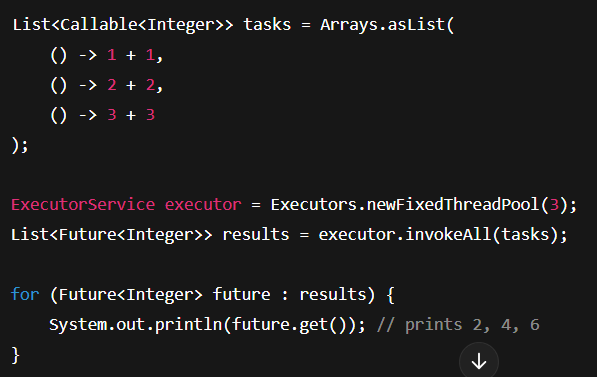 List<Callable<Integer>> tasks = Arrays.asList(
    () -> 1 + 1,
    () -> 2 + 2,
    () -> 3 + 3
);

ExecutorService executor = Executors.newFixedThreadPool(3);
List<Future<Integer>> results = executor.invokeAll(tasks);

for (Future<Integer> future : results) {
    System.out.println(future.get()); // prints 2, 4, 6
}